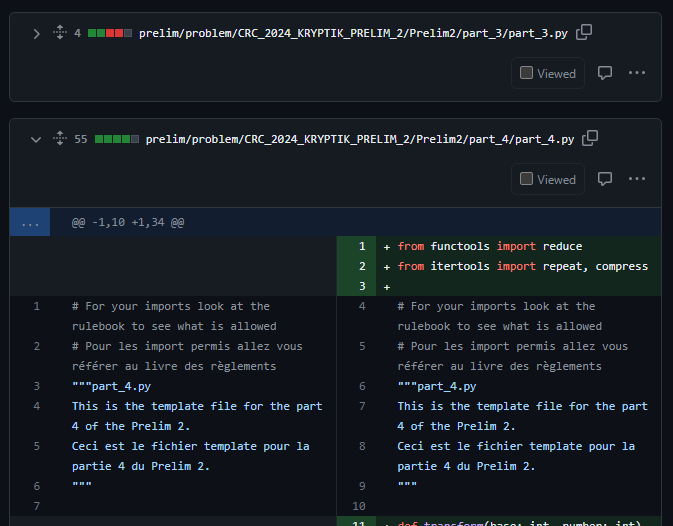 4 prelim/problem/CRC_2024_KRYPTIK_PRELIM_2/Prelim2/part_3/part_3.py
Viewed
55 prelim/problem/CRC_2024_KRYPTIK_PRELIM_2/Prelim2/part_4/part_4.py
Viewed
... @@ -1,10 +1,34 @@
1 + from functools import reduce
2 + from itertools import repeat, compress
3 +
1 # For your imports look at the
rulebook to see what is allowed
2 # Pour les import permis allez vous
référer au livre des règlements
3 """part_4.py
4 This is the template file for the part
4 of the Prelim 2.
5 Ceci est le fichier template pour la
partie 4 du Prelim 2.
6 """
7
4 # For your imports look at the
rulebook to see what is allowed
5 # Pour les import permis allez vous
référer au livre des règlements
6 """part_4.py
7 This is the template file for the part
4 of the Prelim 2.
8 Ceci est le fichier template pour la
partie 4 du Prelim 2.
9 """
10
11 + def transform(base: int, number: int)